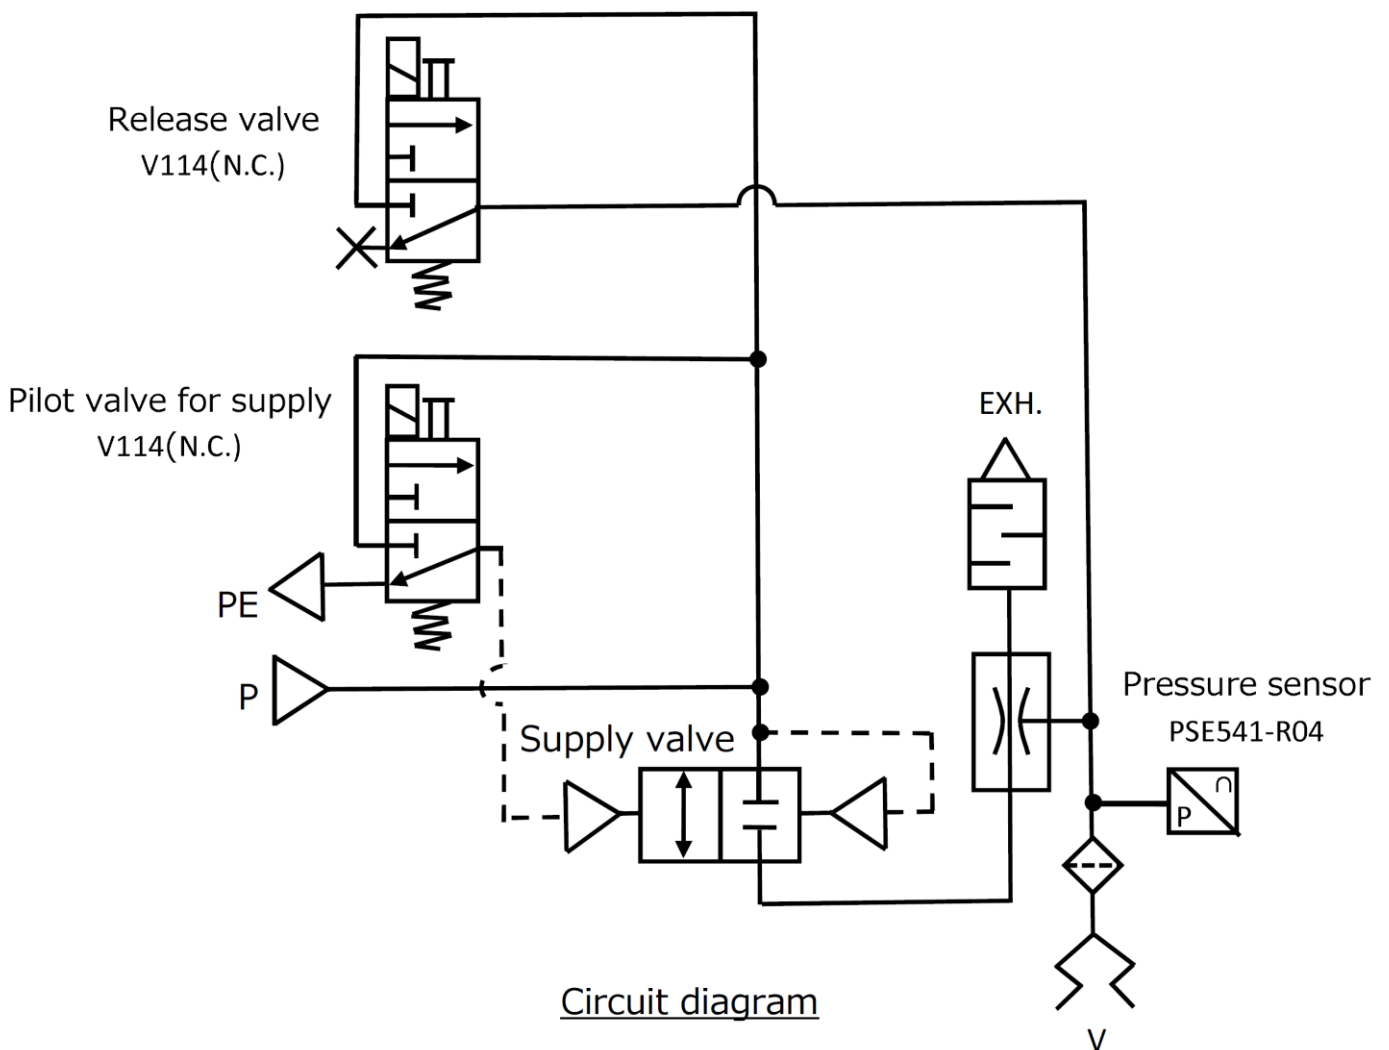 Release valve
V114(N.C.)
Pilot valve for supply
V114(N.C.)
EXH.
PE
P
Supply valve
Pressure sensor
PSE541-R04
P
V
Circuit diagram